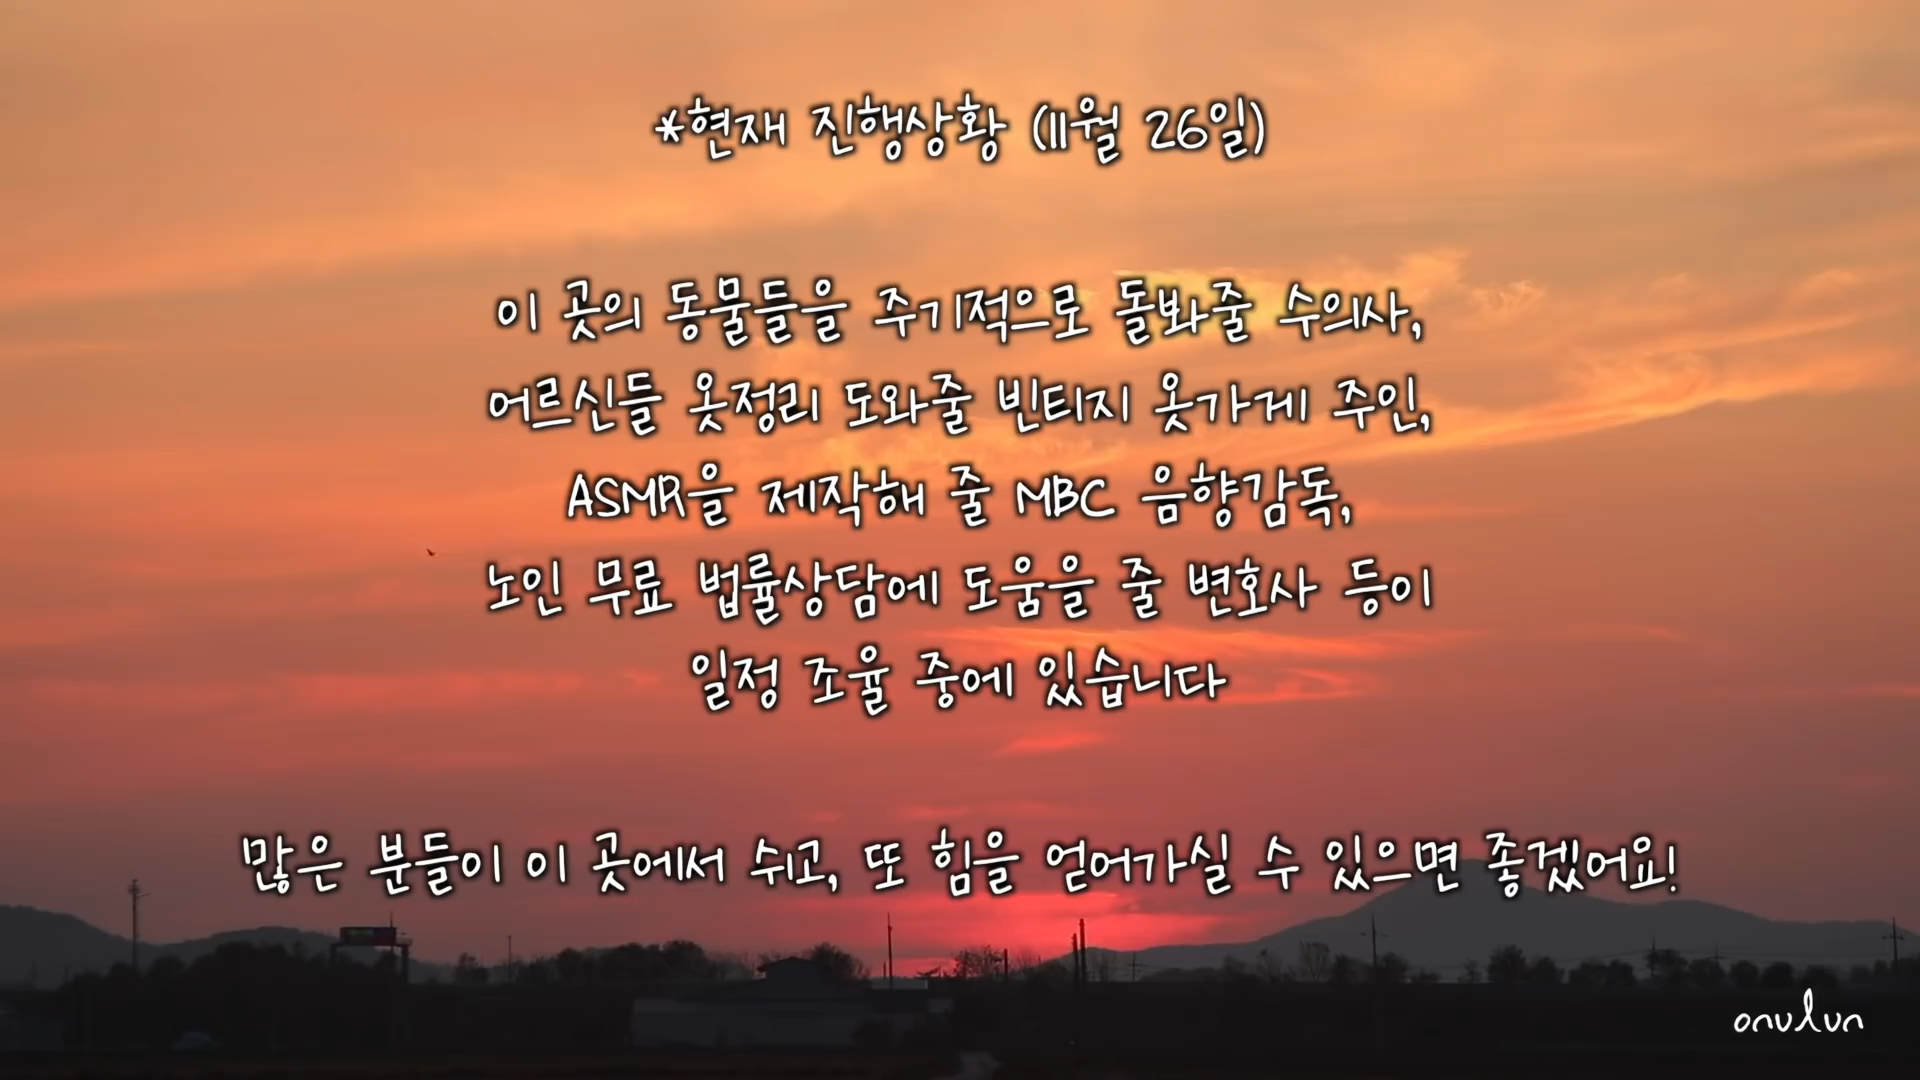 *현재 진행상황 (11월 26일)
이 곳의 동물들을 주기적으로 돌봐줄 수의사,
어르신들 옷정리 도와줄 빈티지 옷가게 주인,
ASMR을 제작해 줄 MBC 음향감독,
노인 무료 법률상담에 도움을 줄 변호사 등이
일정 조율 중에 있습니다
많은 분들이 이 곳에서 쉬고, 또 힘을 얻어가실 수 있으면 좋겠어요!
onulun